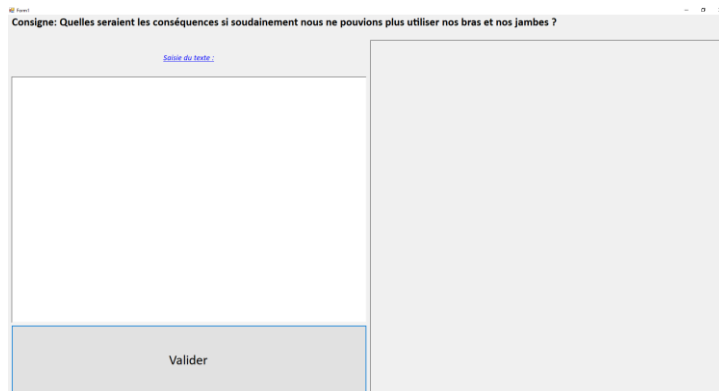 Form1
Consigne: Quelles seraient les conséquences si soudainement nous ne pouvions plus utiliser nos bras et nos jambes ?
Saisie du texte :
Valider